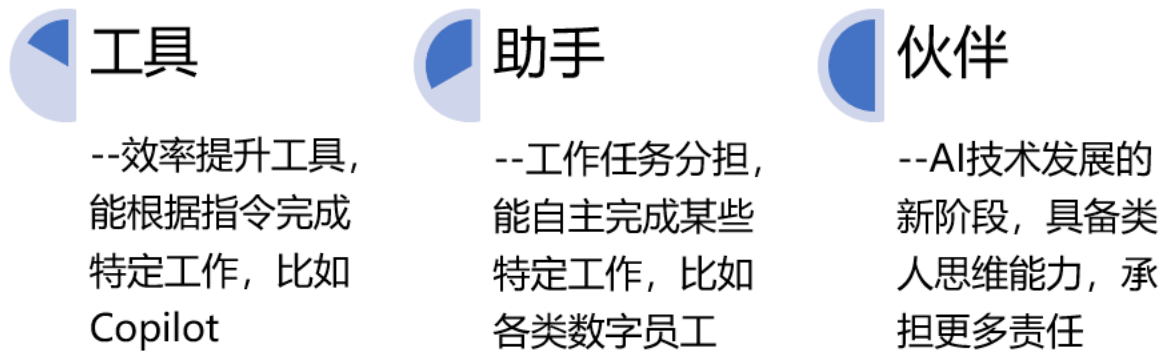 工具
--效率提升工具，
能根据指令完成
特定工作，比如
Copilot
助手
--工作任务分担，
能自主完成某些
特定工作，比如
各类数字员工
伙伴
--AI技术发展的
新阶段，具备类
人思维能力，承
担更多责任